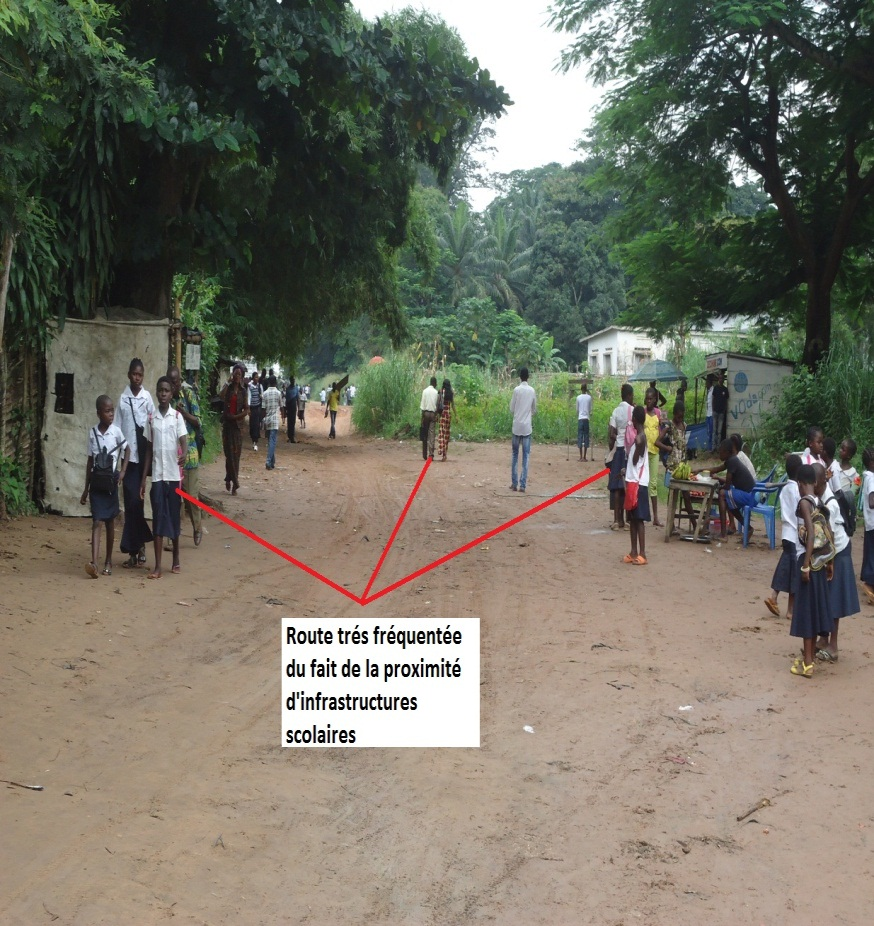 Route trés fréquentée
du fait de la proximité
d'infrastructures
scolaires